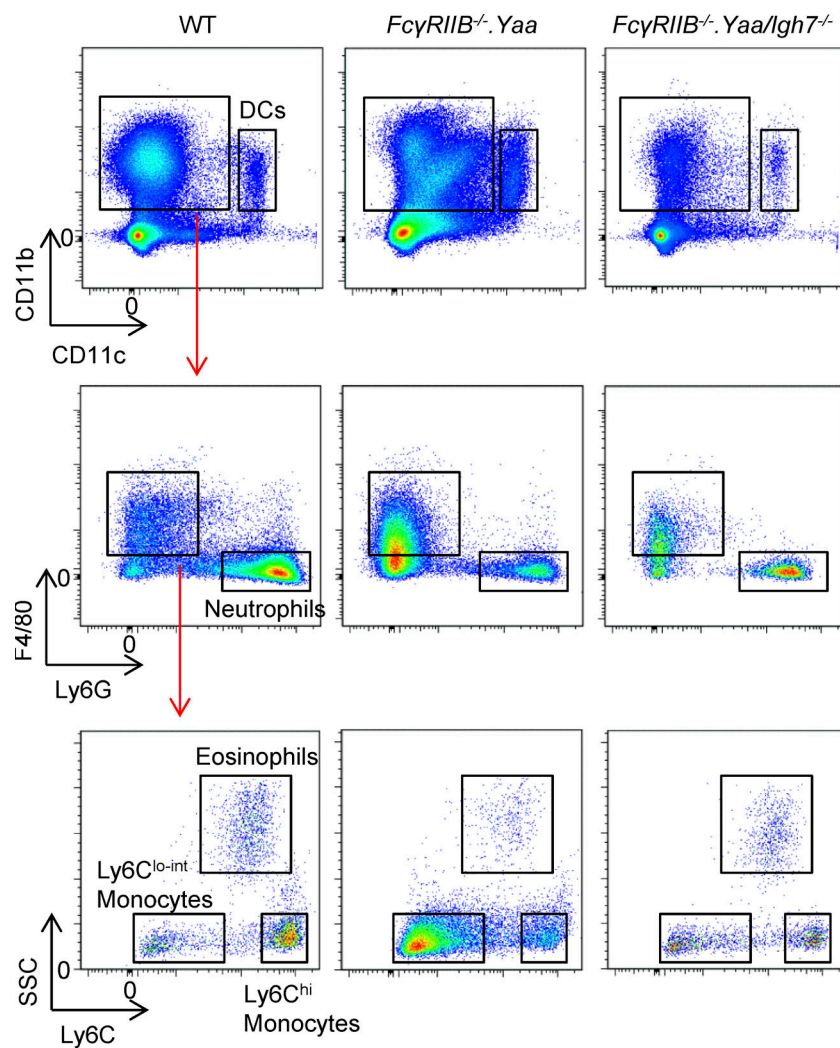 WT
FcγRIIB-/-.Yaa
FcγRIIB-/-.Yaa/Igh7-/-
DCs
CD11b
0
0
CD11c
Neutrophils
F4/80
0
0
Ly6G
Eosinophils
Ly6Clo-int
Monocytes
SSC
0
0
Ly6C
Ly6Chi
Monocytes